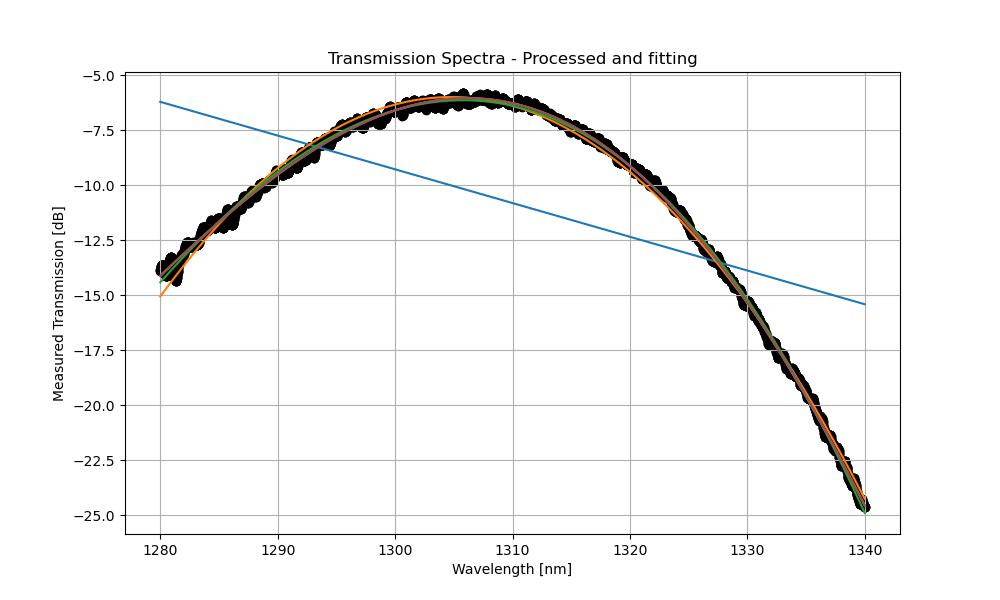 Transmission Spectra - Processed and fitting
Measured Transmission [dB]
−5.0
−7.5
−10.0
−12.5
−15.0
−17.5
−20.0
−22.5
−25.0
1280 1290 1300 1310 1320 1330 1340
Wavelength [nm]